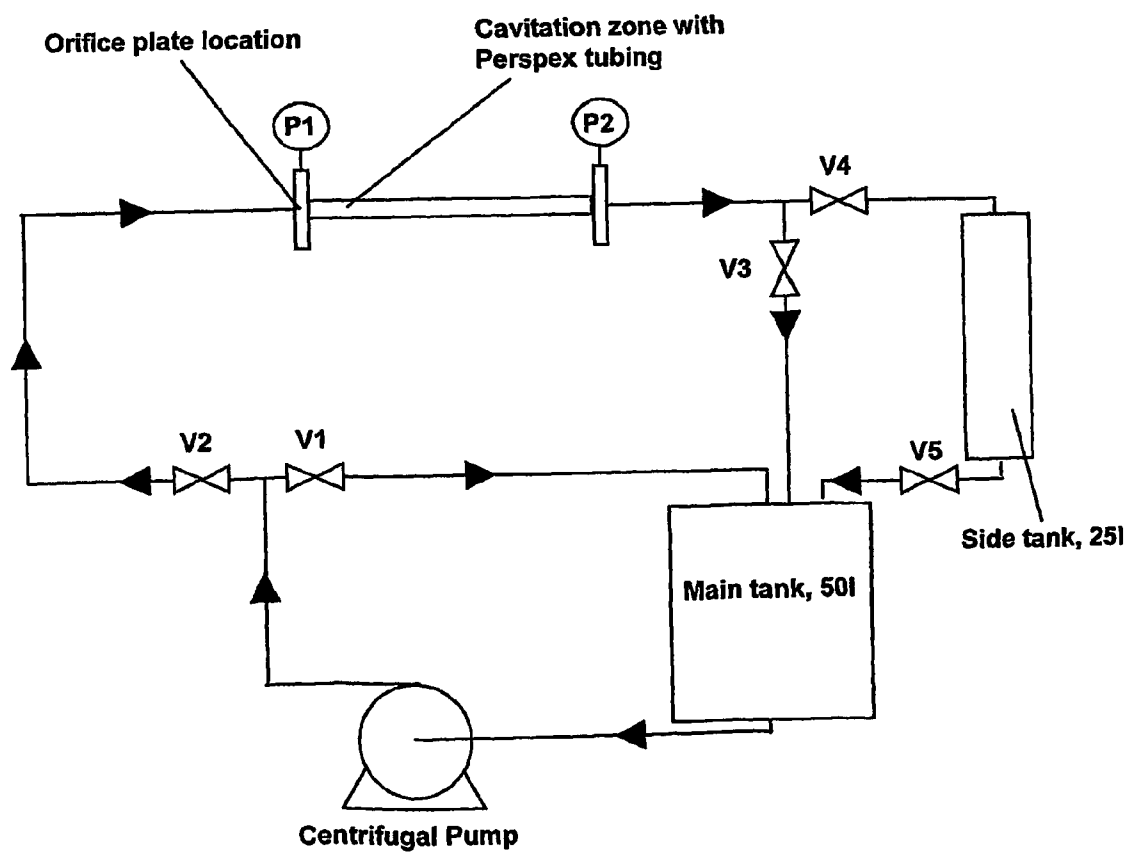 Orifice plate location
Cavitation zone with
Perspex tubing
P1
P2
V4
V3
V2
V1
V5
Side tank, 25l
Main tank, 50l
Centrifugal Pump